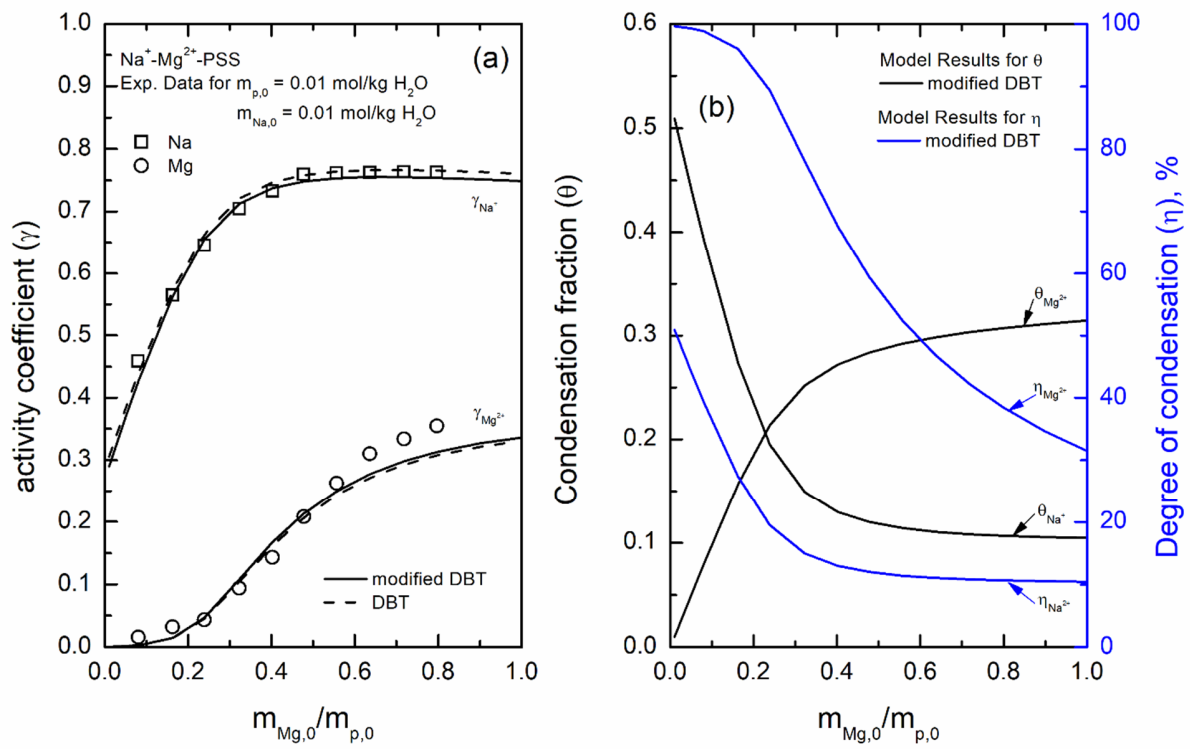 1.0
0.9
0.8
0.7
0.6
0.5
0.4
0.3
0.2
0.1
0.0
activity coefficient (γ)
Na⁺-Mg²⁺-PSS
Exp. Data for m_p,0 = 0.01 mol/kg H₂O
m_Na,0 = 0.01 mol/kg H₂O
Na
Mg
(a)
γ_Na⁻
γ_Mg²⁺
modified DBT
DBT
0.0 0.2 0.4 0.6 0.8 1.0
m_Mg,0/m_p,0
0.6
0.5
0.4
0.3
0.2
0.1
0.0
Condensation fraction (θ)
(b)
Model Results for θ
modified DBT
Model Results for η
modified DBT
θ_Mg²⁺
η_Mg²⁺
θ_Na⁺
η_Na²⁺
0.0 0.2 0.4 0.6 0.8 1.0
m_Mg,0/m_p,0
100
80
60
40
20
0
Degree of condensation (η), %